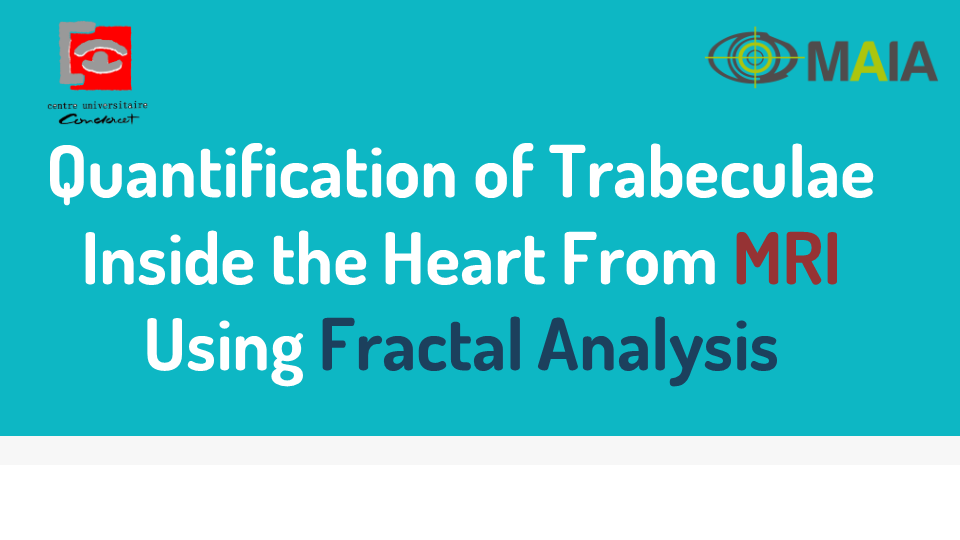 centre universitaire
Condorcet
MAIA
Quantification of Trabeculae
Inside the Heart From MRI
Using Fractal Analysis